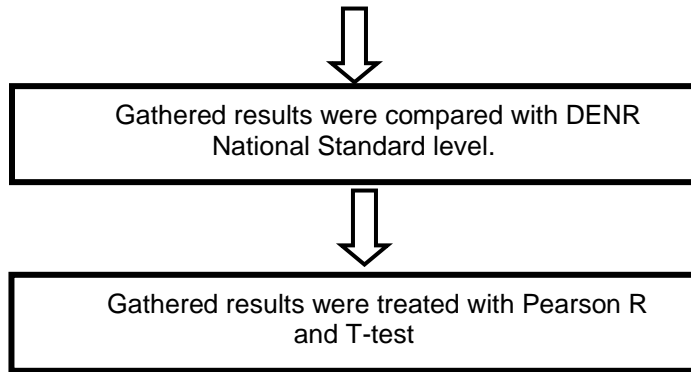 Gathered results were compared with DENR
National Standard level.
Gathered results were treated with Pearson R
and T-test